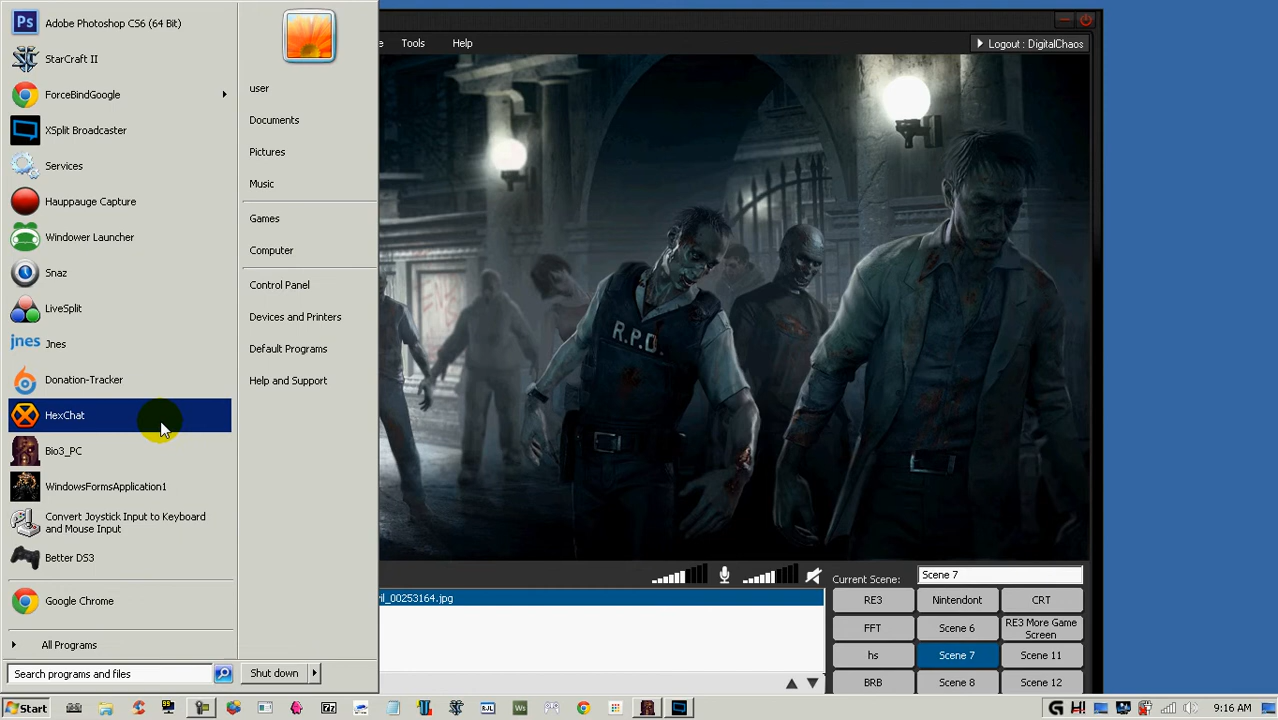 Ps Adobe Photoshop CS6 (64 Bit)
StarCraft II
ForceBindGoogle
XSplit Broadcaster
Services
Hauppauge Capture
Windower Launcher
Snaz
LiveSplit
jnes Jnes
Donation-Tracker
HexChat
Bio3_PC
WindowsFormsApplication1
Convert Joystick Input to Keyboard
and Mouse Input
Better DS3
Google Chrome
All Programs
Search programs and files
user
Documents
Pictures
Music
Games
Computer
Control Panel
Devices and Printers
Default Programs
Help and Support
Shut down
e Tools Help
Logout : DigitalChaos
R.P.D.
Current Scene: Scene 7
il_00253164.jpg
RE3 Nintendont CRT
FFT Scene 6 RE3 More Game
Screen
hs Scene 7 Scene 11
BRB Scene 8 Scene 12
Start
Ws
9:16 AM